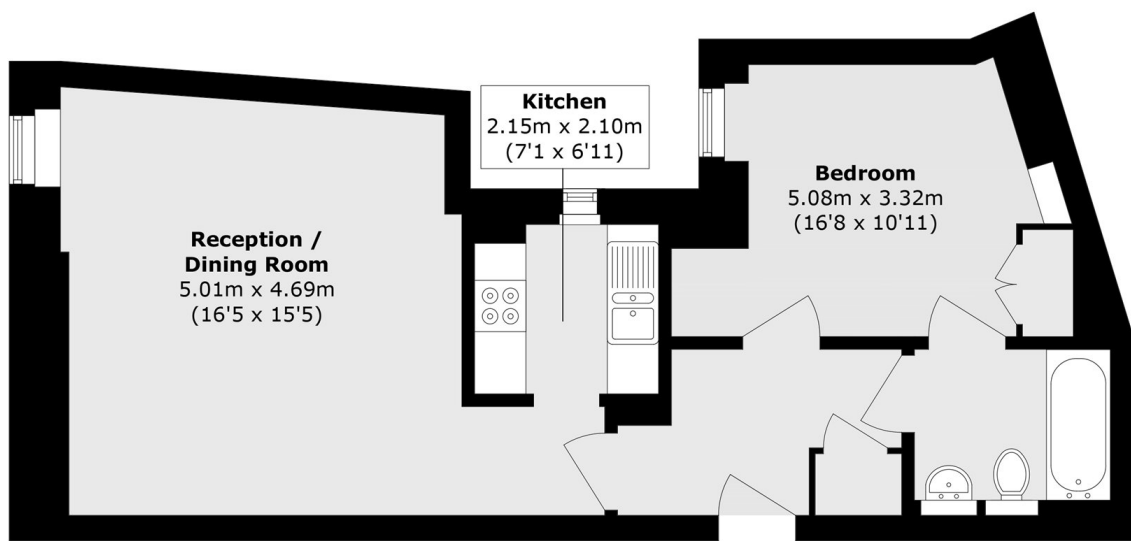 Kitchen
2.15m x 2.10m
(7'1 x 6'11)
Bedroom
5.08m x 3.32m
(16'8 x 10'11)
Reception /
Dining Room
5.01m x 4.69m
(16'5 x 15'5)